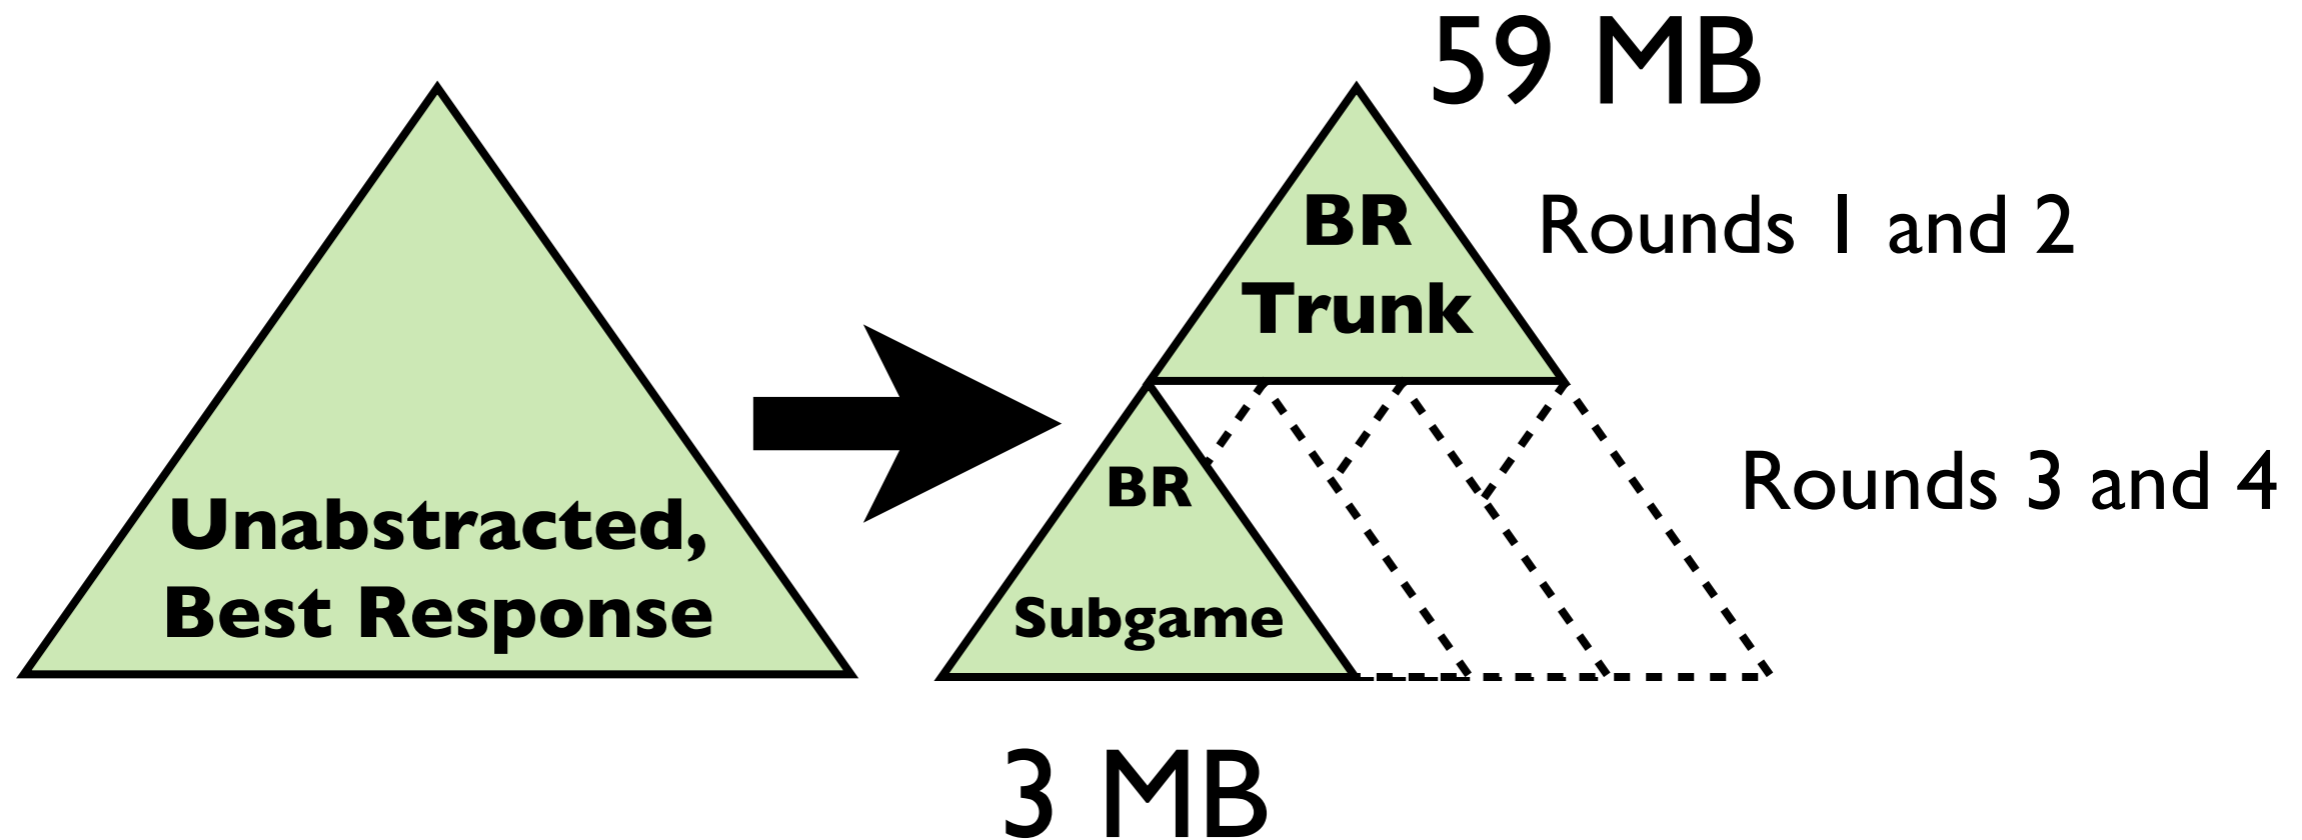 Unabstracted,
Best Response
59 MB
BR
Trunk
Rounds 1 and 2
BR
Subgame
Rounds 3 and 4
3 MB